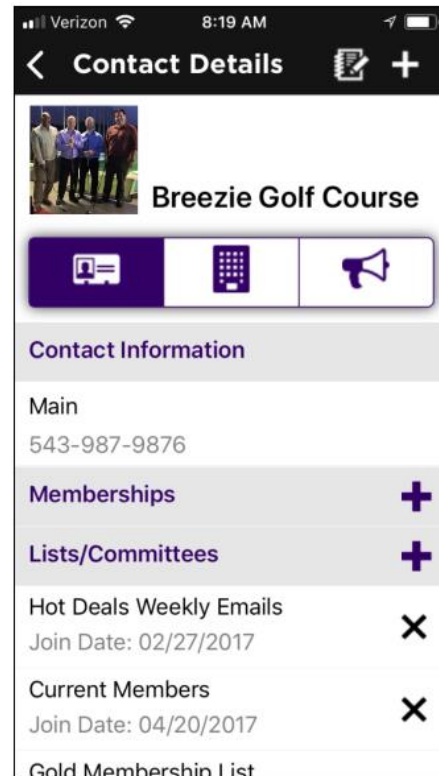 Verizon 8:19 AM
Contact Details
Breezie Golf Course
Contact Information
Main
543-987-9876
Memberships
Lists/Committees
Hot Deals Weekly Emails
Join Date: 02/27/2017
Current Members
Join Date: 04/20/2017
Gold Membership List